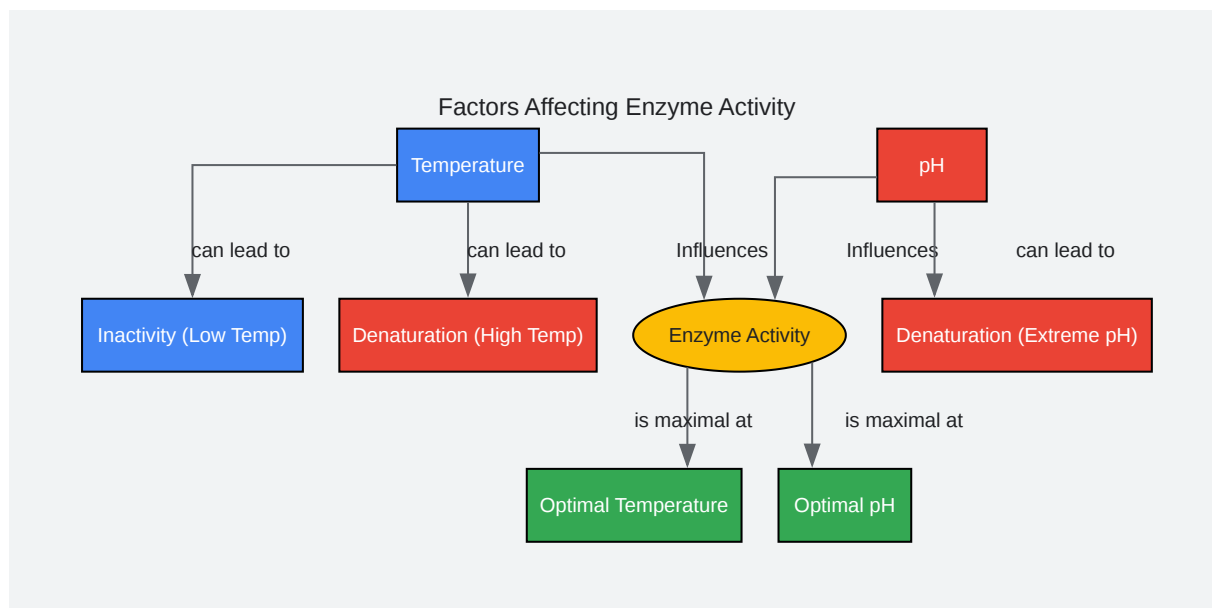 Factors Affecting Enzyme Activity
Temperature
pH
can lead to
can lead to
Influences
Influences
can lead to
Inactivity (Low Temp)
Denaturation (High Temp)
Enzyme Activity
Denaturation (Extreme pH)
is maximal at
is maximal at
Optimal Temperature
Optimal pH